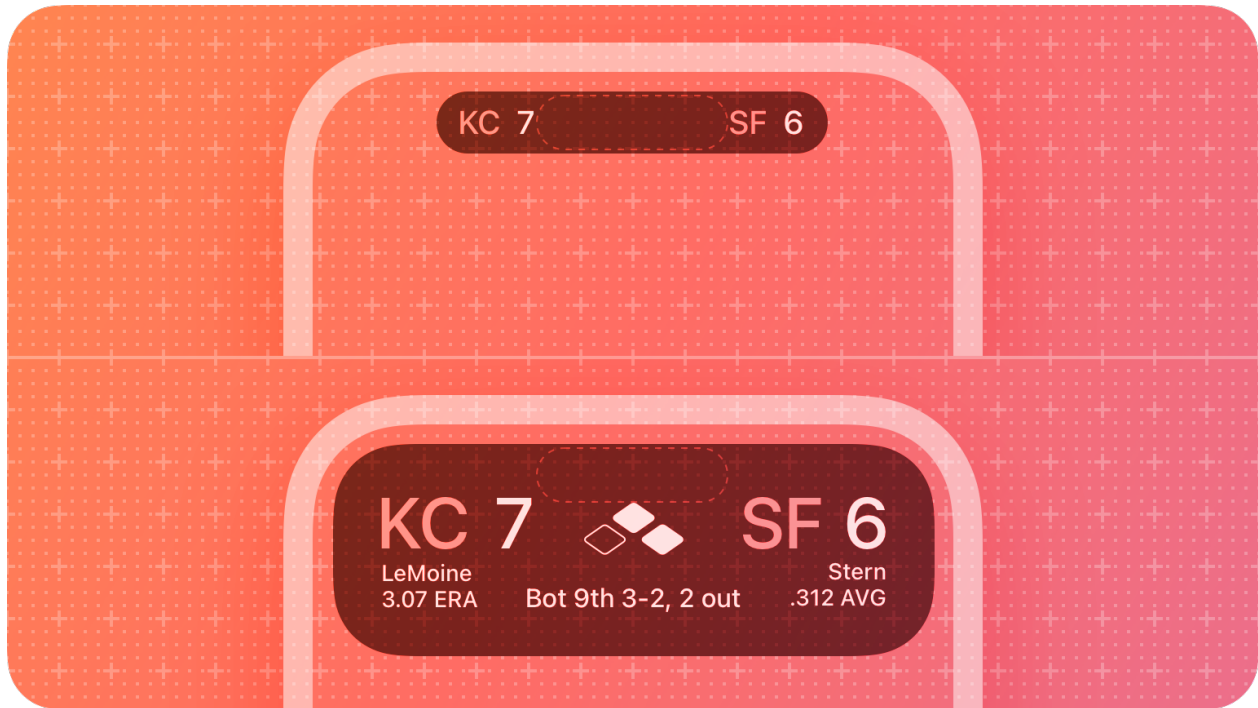 KC 7 SF 6
KC 7 SF 6
LeMoine Stern
3.07 ERA Bot 9th 3-2, 2 out .312 AVG